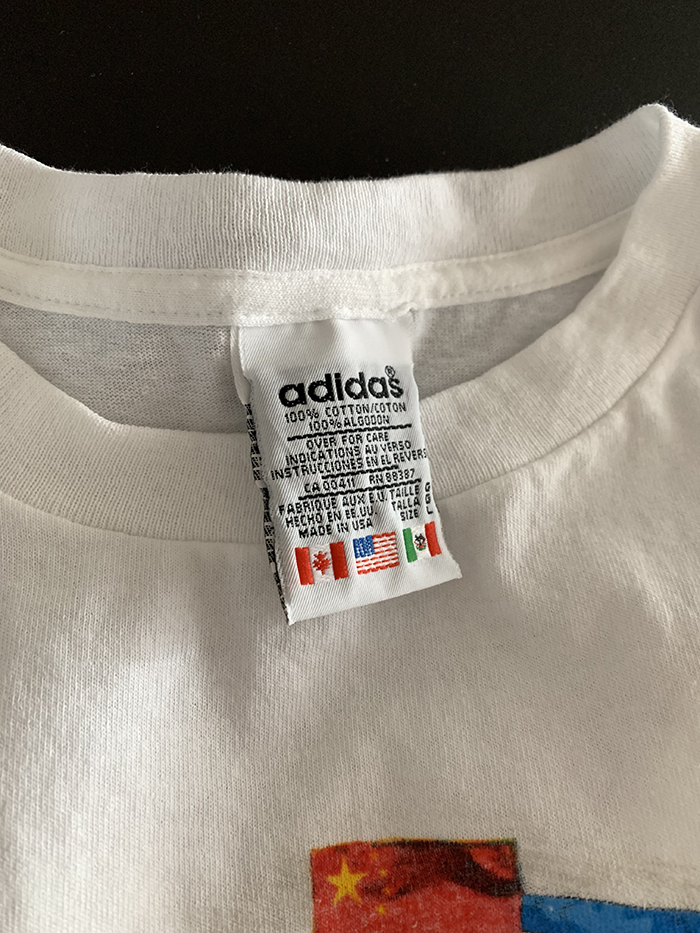 adidas®
100% COTTON/COTON
100% ALGODON
OVER FOR CARE
INDICATIONS AU VERSO
INSTRUCCIONES EN EL REVERS
CA 00411 RN 88387
FABRIQUE AUX E.U. TAILLE G
HECHO EN EE.UU. TALLA G
MADE IN USA SIZE L